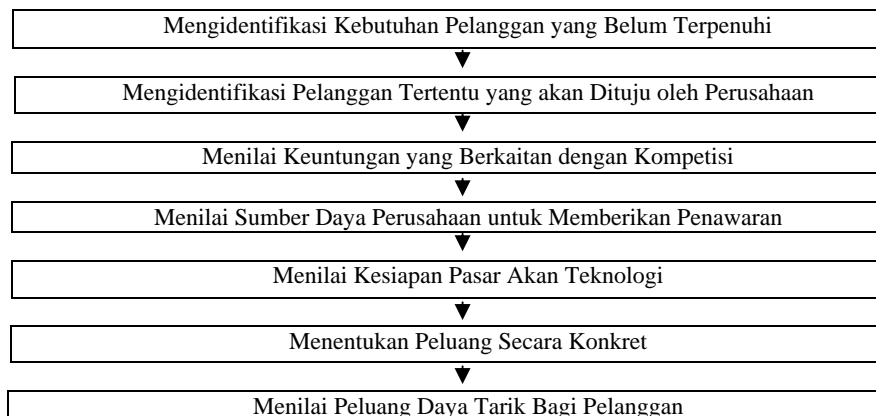 Mengidentifikasi Kebutuhan Pelanggan yang Belum Terpenuhi
Mengidentifikasi Pelanggan Tertentu yang akan Dituju oleh Perusahaan
Menilai Keuntungan yang Berkaitan dengan Kompetisi
Menilai Sumber Daya Perusahaan untuk Memberikan Penawaran
Menilai Kesiapan Pasar Akan Teknologi
Menentukan Peluang Secara Konkret
Menilai Peluang Daya Tarik Bagi Pelanggan